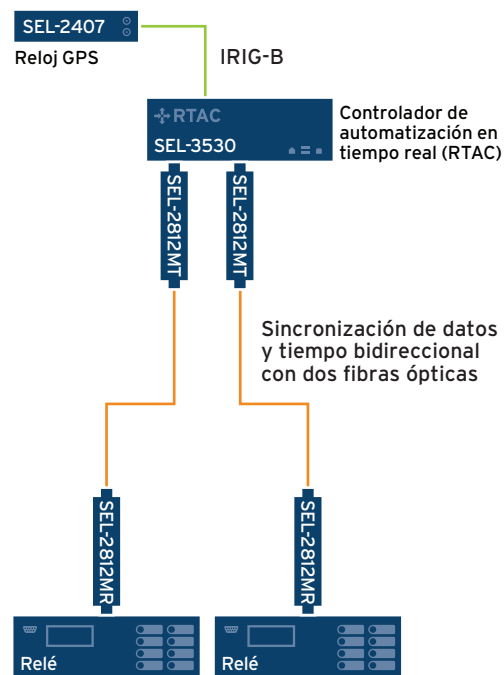 SEL-2407
Reloj GPS
IRIG-B
RTAC
SEL-3530
Controlador de
automatización en
tiempo real (RTAC)
SEL-2812MT
SEL-2812MT
Sincronización de datos
y tiempo bidireccional
con dos fibras ópticas
SEL-2812MR
SEL-2812MR
Relé
Relé